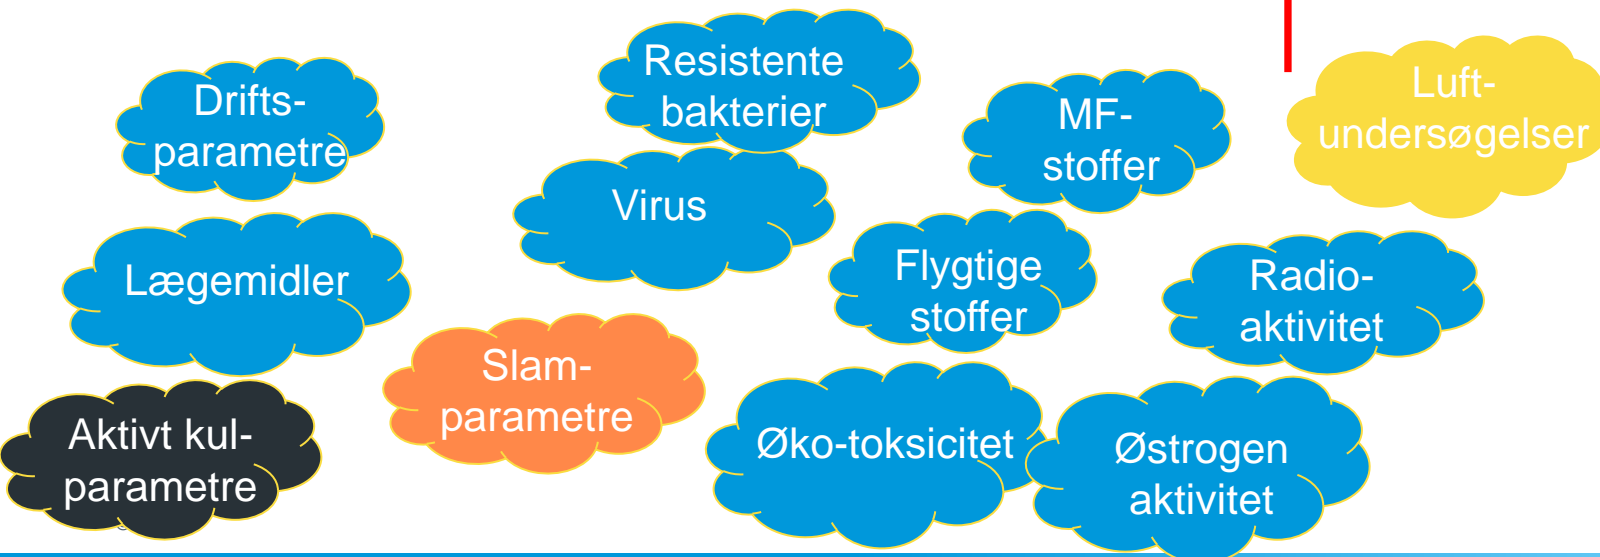 Drifts-
parametre
Resistente
bakterier
MF-
stoffer
Luft-
undersøgelser
Virus
Lægemidler
Flygtige
stoffer
Radio-
aktivitet
Slam-
parametre
Aktivt kul-
parametre
Øko-toksicitet
Østrogen
aktivitet